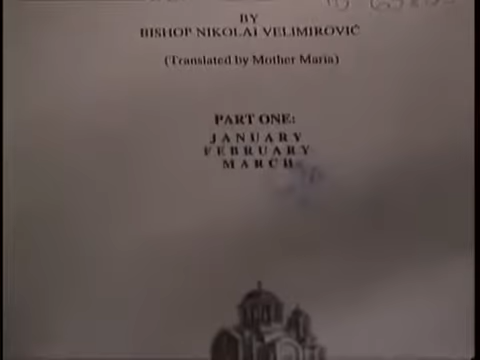 BY
BISHOP NIKOLAI VELIMIROVIĆ
(Translated by Mother Maria)
PART ONE:
JANUARY
FEBRUARY
MARCH